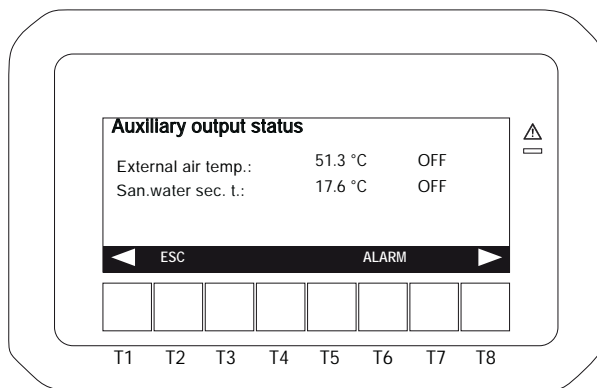 Auxiliary output status
External air temp.: 51.3 °C OFF
San.water sec. t.: 17.6 °C OFF
ESC ALARM
T1 T2 T3 T4 T5 T6 T7 T8